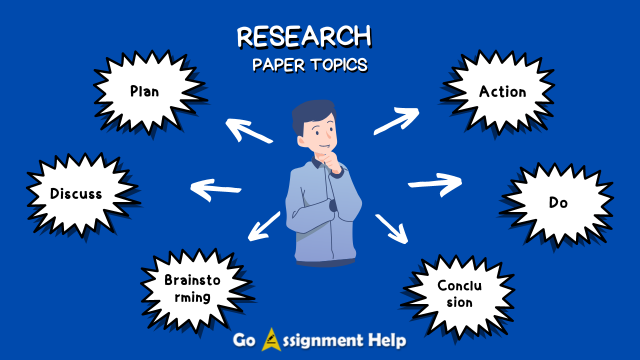 RESEARCH
PAPER TOPICS
Plan
Action
Discuss
Do
Brainsto
rming
Conclu
sion
Go Assignment Help